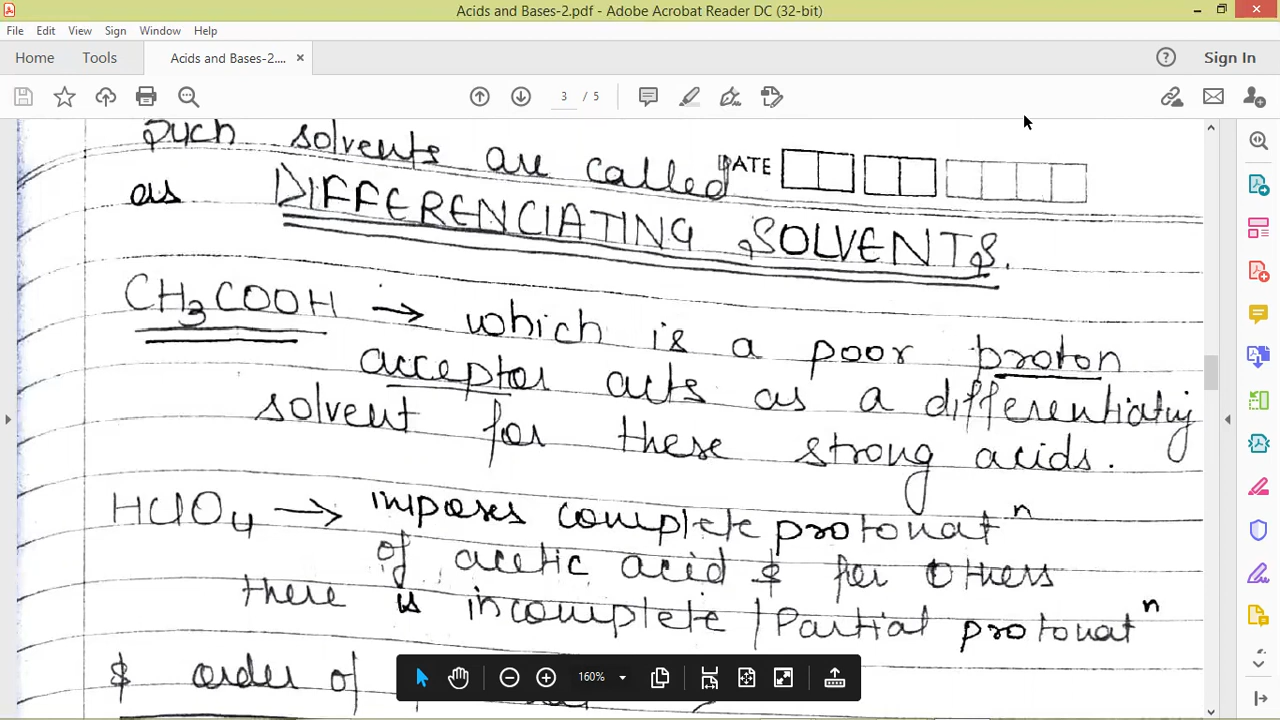 Acids and Bases-2.pdf - Adobe Acrobat Reader DC (32-bit)
File Edit View Sign Window Help
Home Tools Acids and Bases-2.... ×
3 / 5
Sign In
such solvents are called
DATE
as DIFFERENCIATING SOLVENTS.
CH3COOH → which is a poor proton
acceptor acts as a differentiating
solvent for these strong acids.
HClO4 → imposes complete protonatⁿ
of acetic acid & for others
there is incomplete / Partial protonatⁿ
& order of
160%